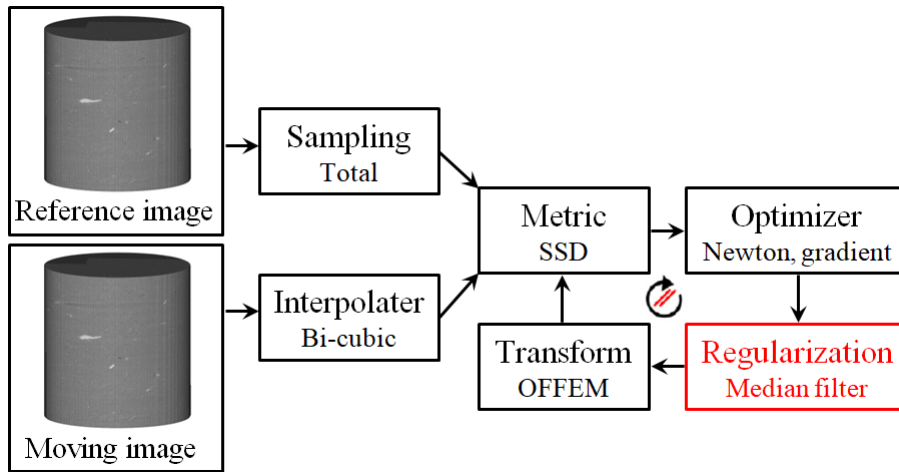 Reference image
Sampling
Total
Metric
SSD
Optimizer
Newton, gradient
Interpolater
Bi-cubic
Transform
OFFEM
Regularization
Median filter
Moving image